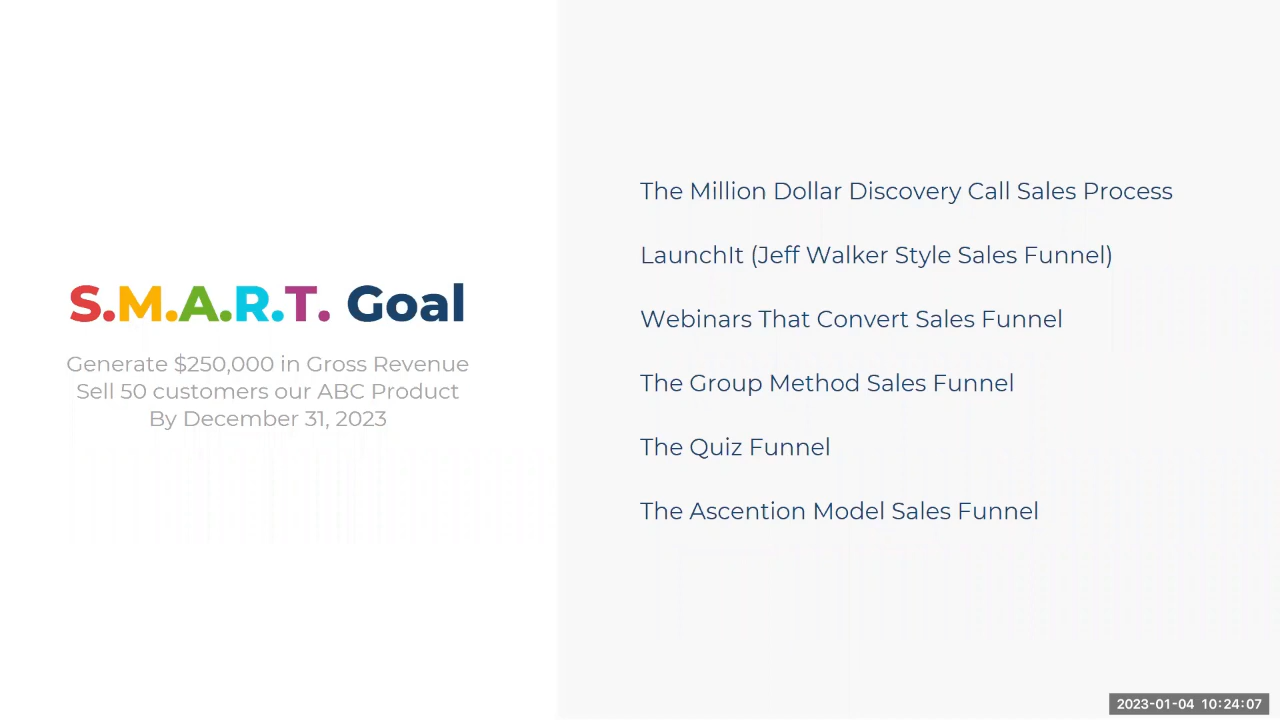 S.M.A.R.T. Goal
Generate $250,000 in Gross Revenue
Sell 50 customers our ABC Product
By December 31, 2023
The Million Dollar Discovery Call Sales Process
LaunchIt (Jeff Walker Style Sales Funnel)
Webinars That Convert Sales Funnel
The Group Method Sales Funnel
The Quiz Funnel
The Ascention Model Sales Funnel
2023-01-04 10:24:07